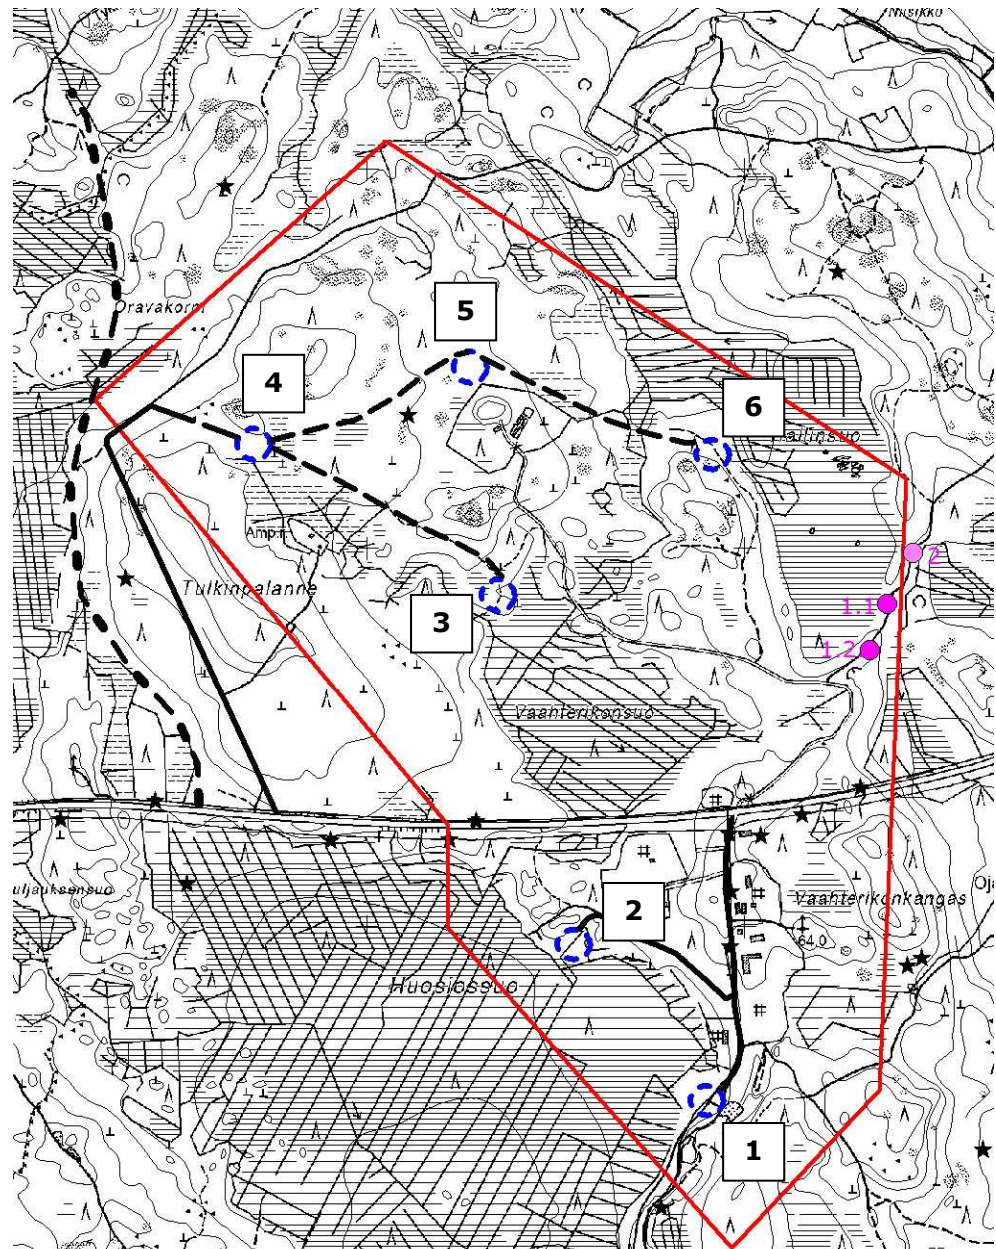 Niisikko
Oravakorpi
5
4
6
Amp.r.
2
Tulkinpalanne
1.1
3
1.2
Vaahterikonsuo
2
Vaahterikonkangas
64.0
Huosiossuo
1